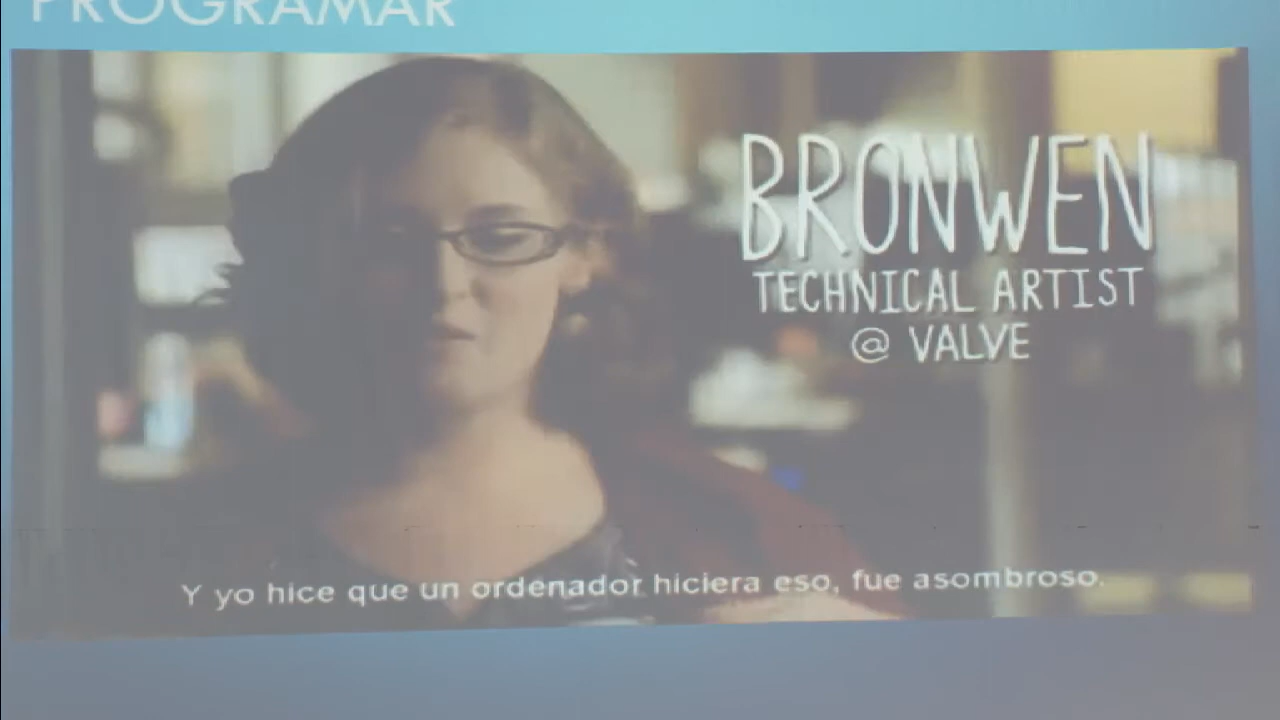 PROGRAMAR
BRONWEN
TECHNICAL ARTIST
@ VALVE
Y yo hice que un ordenador hiciera eso, fue asombroso.